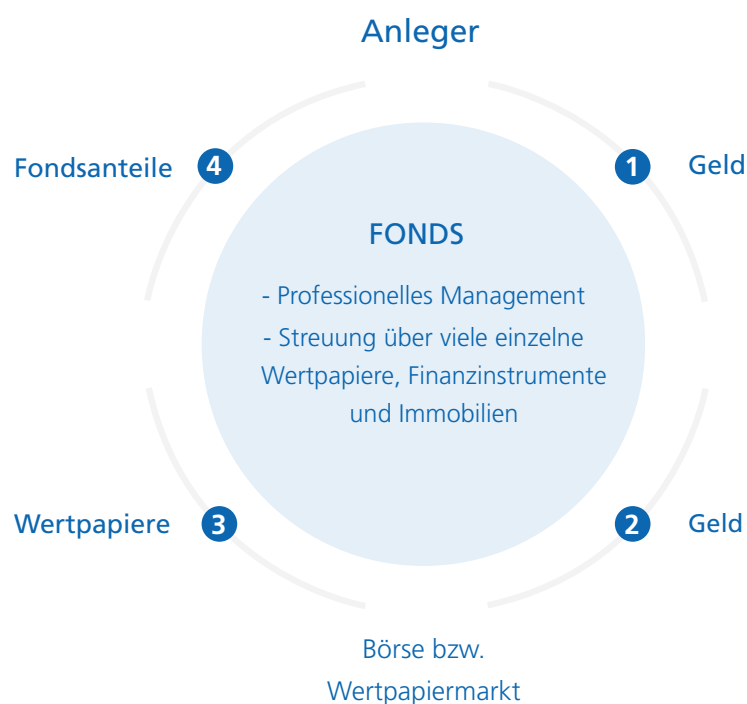 Anleger
Fondsanteile 4
1 Geld
FONDS
- Professionelles Management
- Streuung über viele einzelne
Wertpapiere, Finanzinstrumente
und Immobilien
Wertpapiere 3
2 Geld
Börse bzw.
Wertpapiermarkt